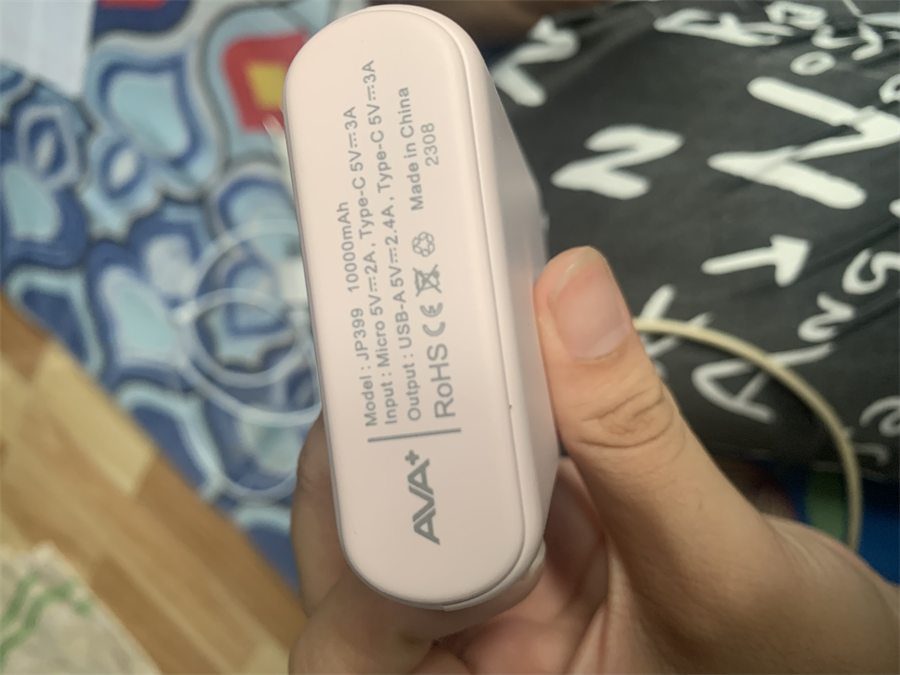 AVA+
Model : JP399 10000mAh
Input : Micro 5V⎓2A , Type-C 5V⎓3A
Output : USB-A 5V⎓2.4A , Type-C 5V⎓3A
RoHS CE Made in China
2308